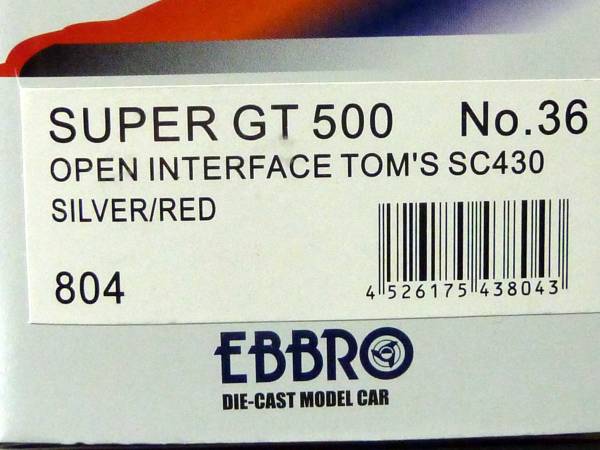 SUPER GT 500 No.36
OPEN INTERFACE TOM'S SC430
SILVER/RED
804
4 526175 438043
EBBRO
DIE-CAST MODEL CAR